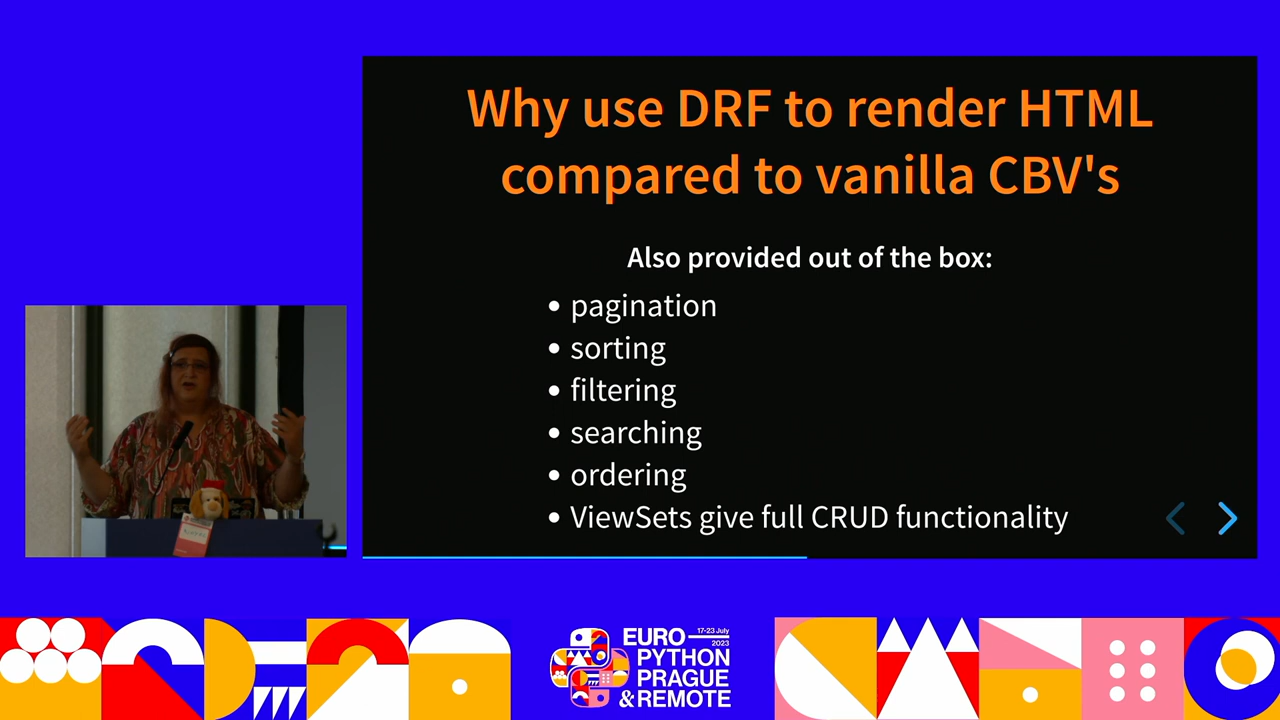 Why use DRF to render HTML
compared to vanilla CBV's
Also provided out of the box:
• pagination
• sorting
• filtering
• searching
• ordering
• ViewSets give full CRUD functionality
EURO 17-23 July
2023
PYTHON
PRAGUE
& REMOTE